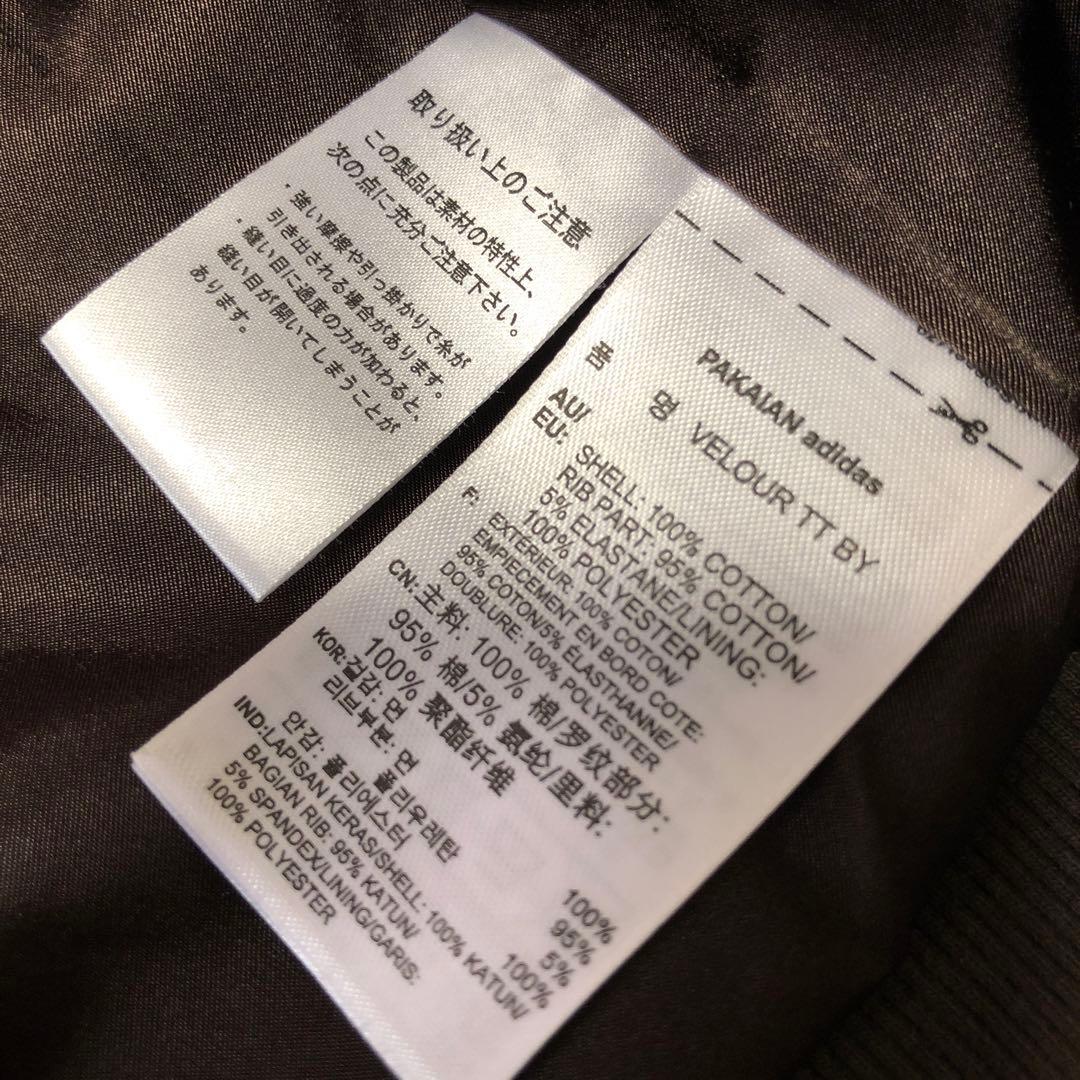 取り扱い上のご注意
この製品は素材の特性上、
次の点に充分ご注意下さい。
・強い摩擦や引っ掛かりで糸が
引き出される場合があります。
・縫い目に過度の力が加わると、
縫い目が開いてしまうことが
あります。
PAKAIAN adidas
품 명 VELOUR TT BY
AU/
EU: SHELL: 100% COTTON/
RIB PART: 95% COTTON/
5% ELASTANE/LINING:
100% POLYESTER
F: EXTERIEUR: 100% COTON/
EMPIECEMENT EN BORD COTE:
95% COTON/5% ÉLASTHANNE/
DOUBLURE: 100% POLYESTER
CN: 主料: 100% 棉/罗纹部分:
95% 棉/5% 氨纶/里料:
100% 聚酯纤维
KOR: 겉감: 면 100%
리브부분: 면 95%
폴리우레탄 5%
안감: 폴리에스터 100%
IND: LAPISAN KERAS/SHELL: 100% KATUN/
BAGIAN RIB: 95% KATUN/
5% SPANDEX/LINING/GARIS:
100% POLYESTER